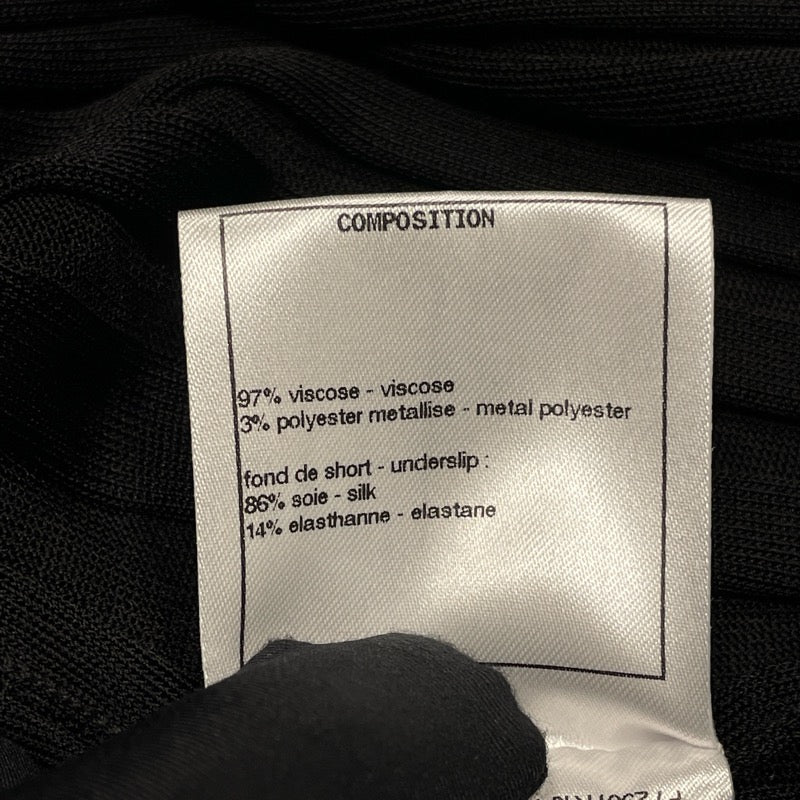 COMPOSITION
97% viscose - viscose
3% polyester metallise - metal polyester
fond de short - underslip :
86% soie - silk
14% elasthanne - elastane